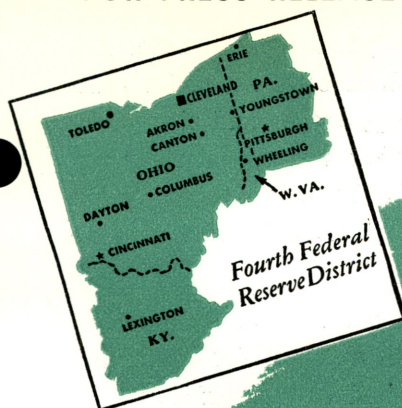 ERIE
CLEVELAND
PA.
TOLEDO
YOUNGSTOWN
AKRON
CANTON
PITTSBURGH
WHEELING
OHIO
COLUMBUS
W. VA.
DAYTON
CINCINNATI
Fourth Federal
Reserve District
LEXINGTON
KY.